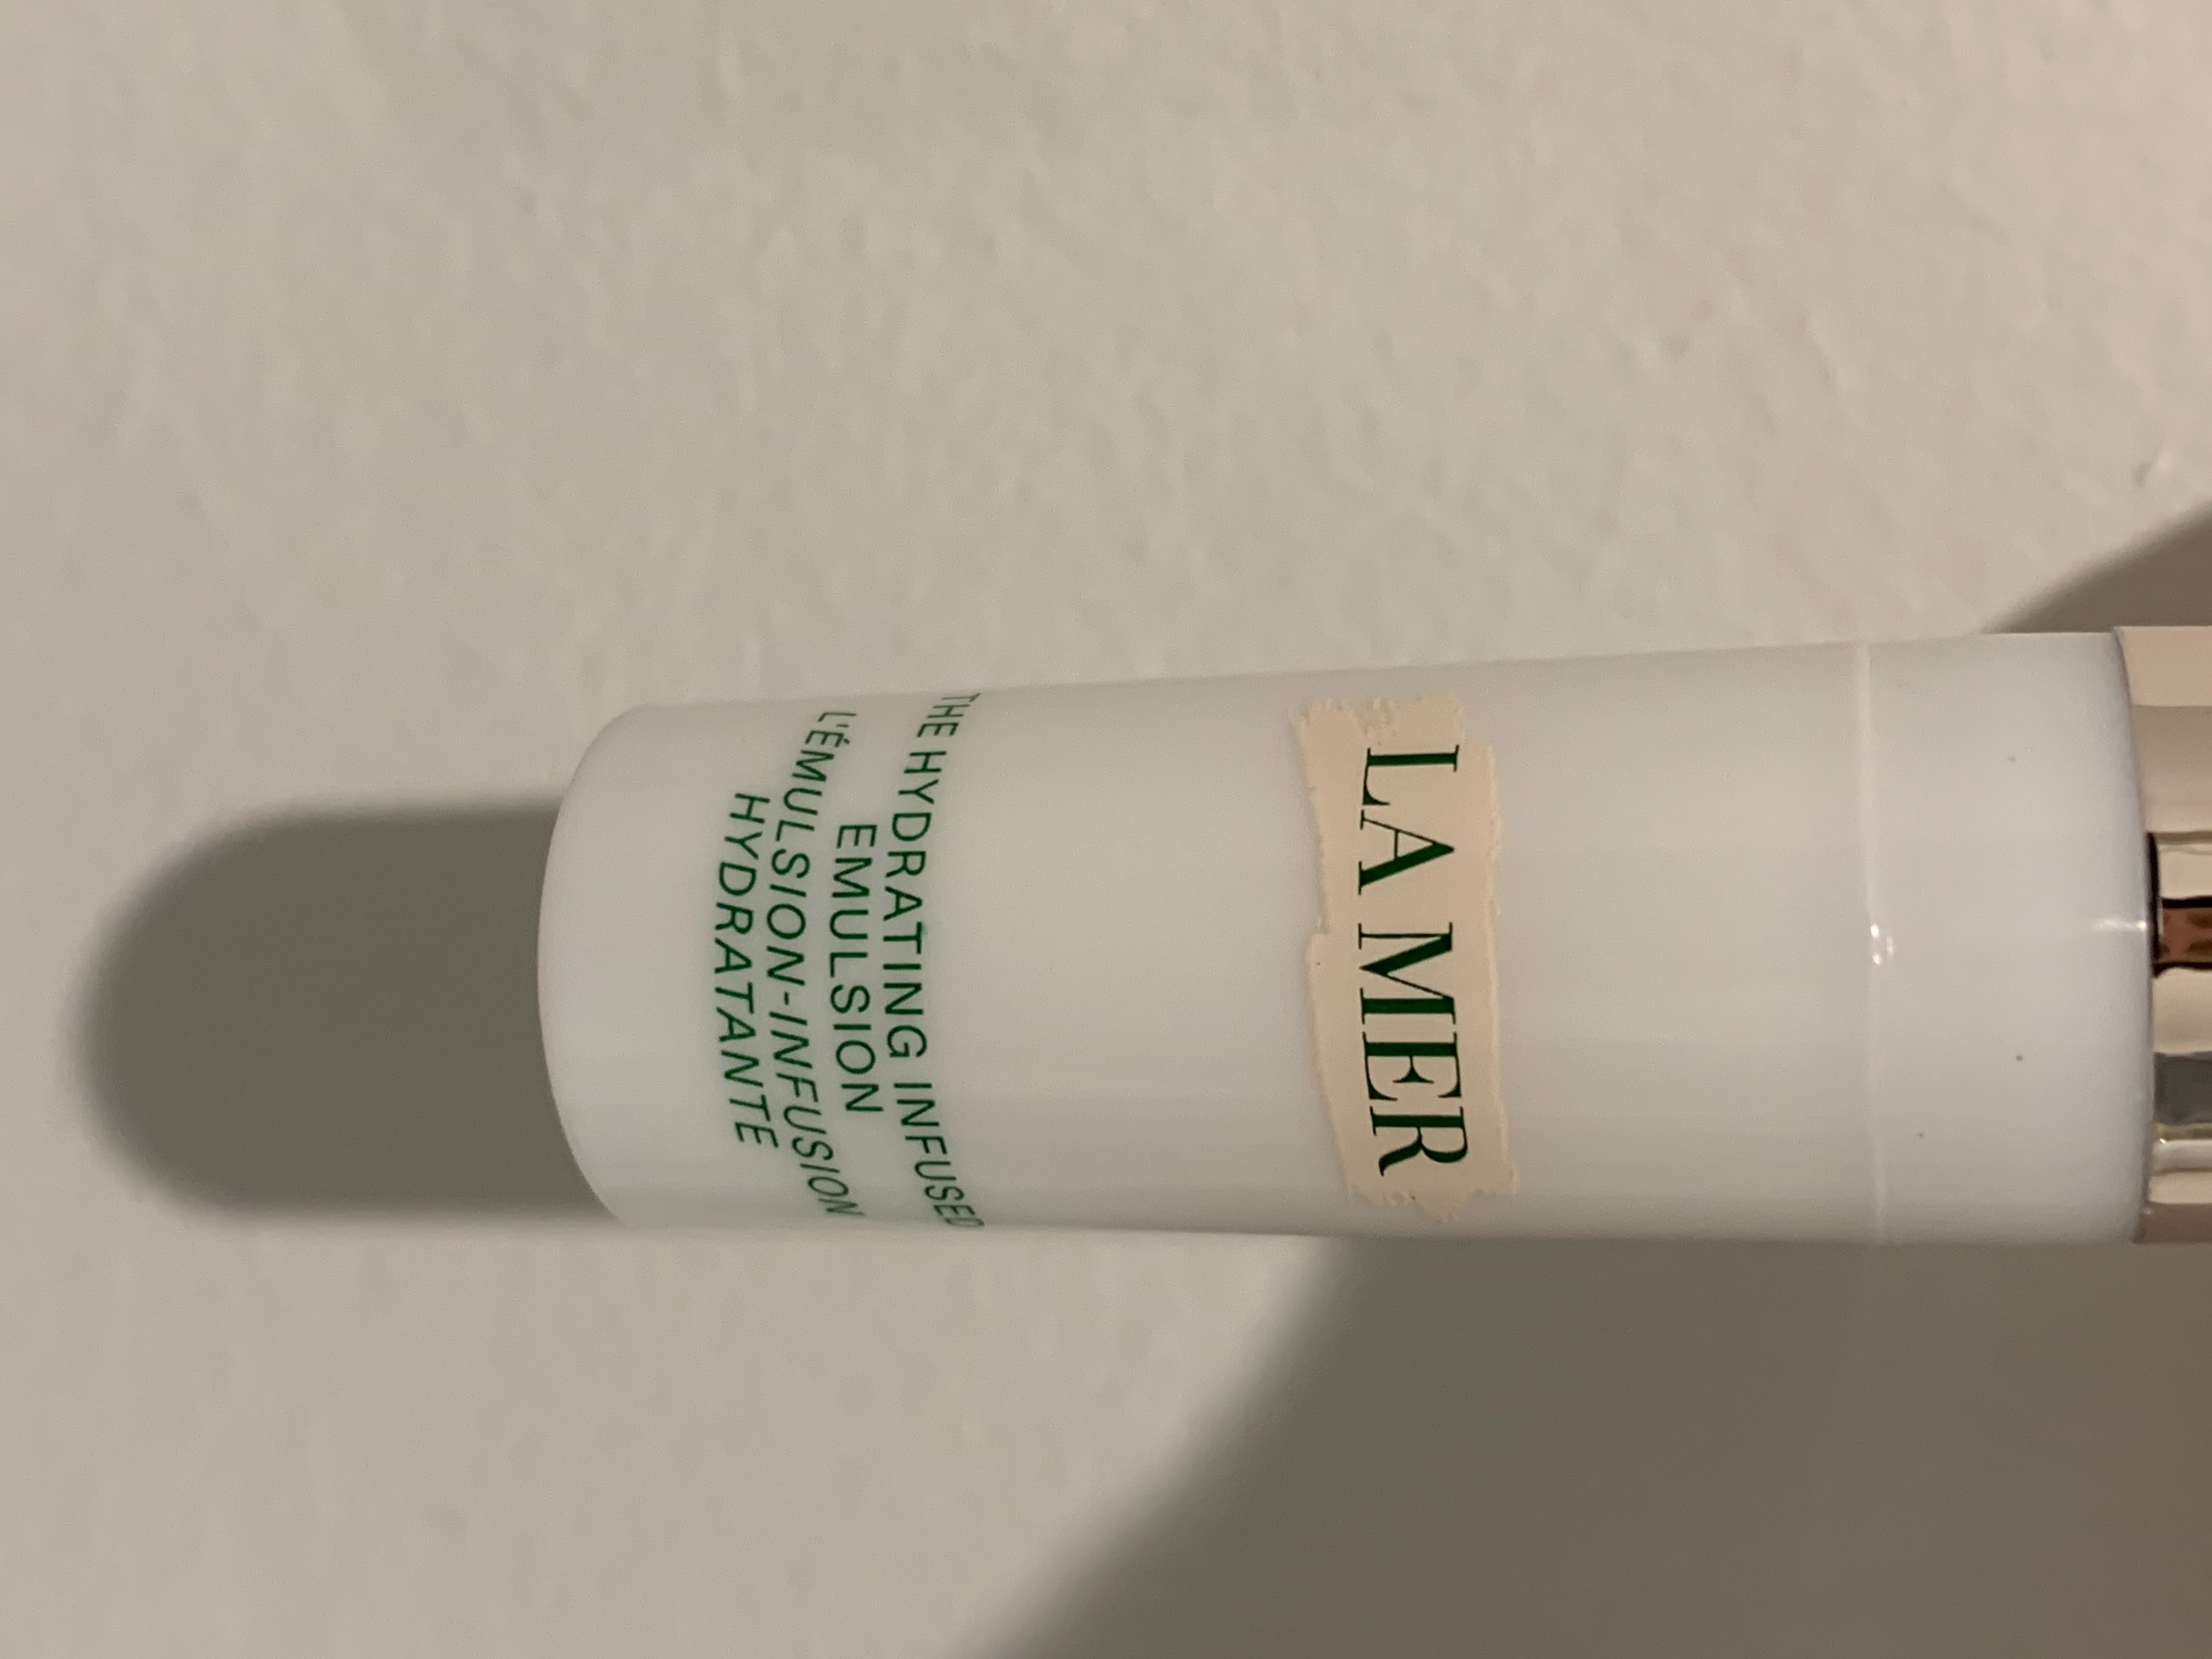 LA MER
THE HYDRATING INFUSED
EMULSION
L'ÉMULSION-INFUSION
HYDRATANTE